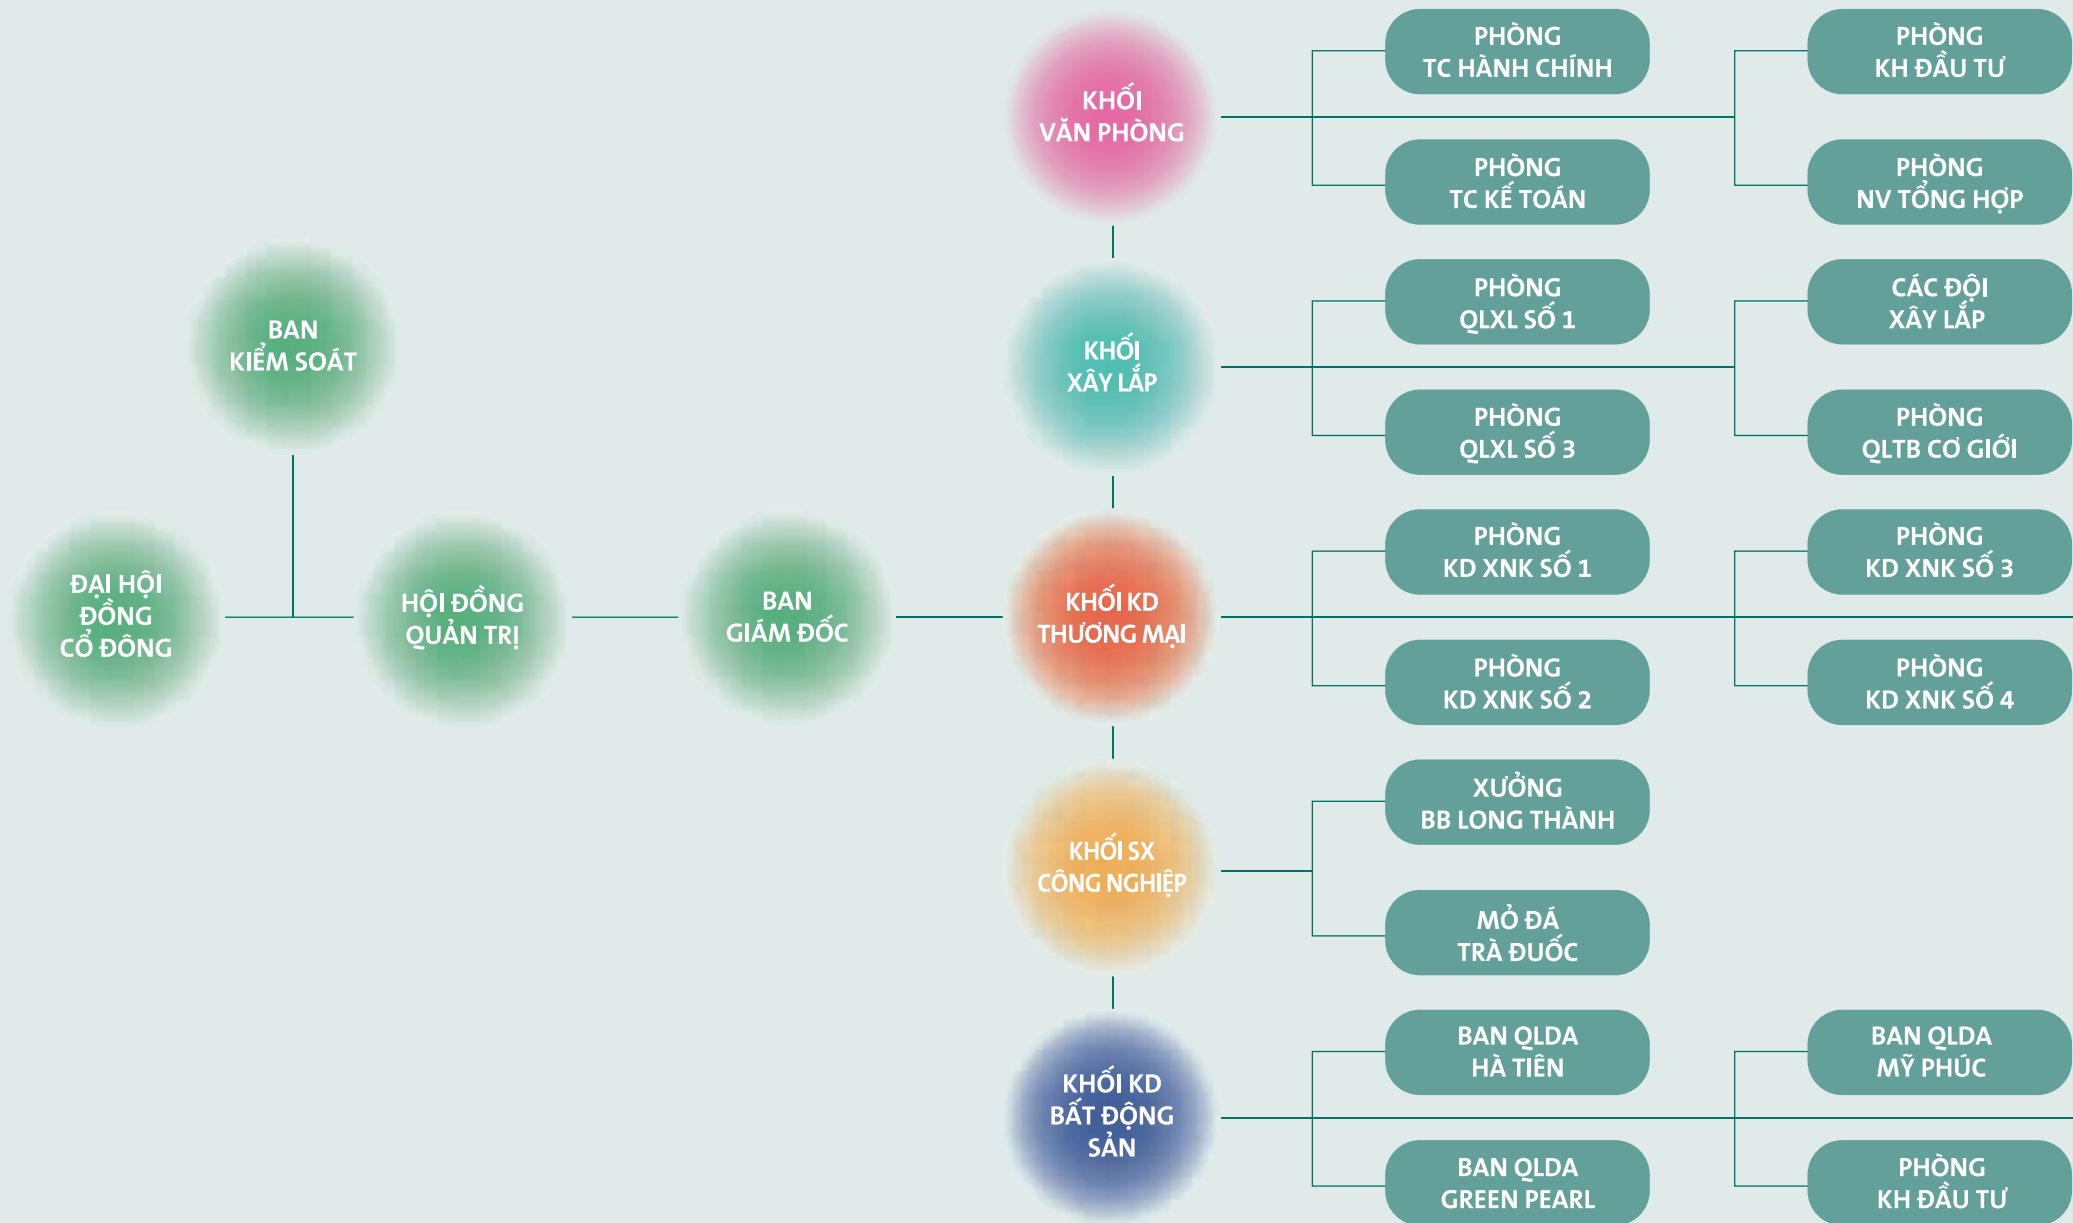 PHÒNG
TC HÀNH CHÍNH
PHÒNG
KH ĐẦU TƯ
KHỐI
VĂN PHÒNG
PHÒNG
TC KẾ TOÁN
PHÒNG
NV TỔNG HỢP
BAN
KIỂM SOÁT
PHÒNG
QLXL SỐ 1
CÁC ĐỘI
XÂY LẮP
KHỐI
XÂY LẮP
PHÒNG
QLXL SỐ 3
PHÒNG
QLTB CƠ GIỚI
ĐẠI HỘI
ĐỒNG
CỔ ĐÔNG
HỘI ĐỒNG
QUẢN TRỊ
BAN
GIÁM ĐỐC
KHỐI KD
THƯƠNG MẠI
PHÒNG
KD XNK SỐ 1
PHÒNG
KD XNK SỐ 3
PHÒNG
KD XNK SỐ 2
PHÒNG
KD XNK SỐ 4
KHỐI SX
CÔNG NGHIỆP
XƯỞNG
BB LONG THÀNH
MỎ ĐÁ
TRÀ ĐUỐC
KHỐI KD
BẤT ĐỘNG
SẢN
BAN QLDA
HÀ TIÊN
BAN QLDA
MỸ PHÚC
BAN QLDA
GREEN PEARL
PHÒNG
KH ĐẦU TƯ